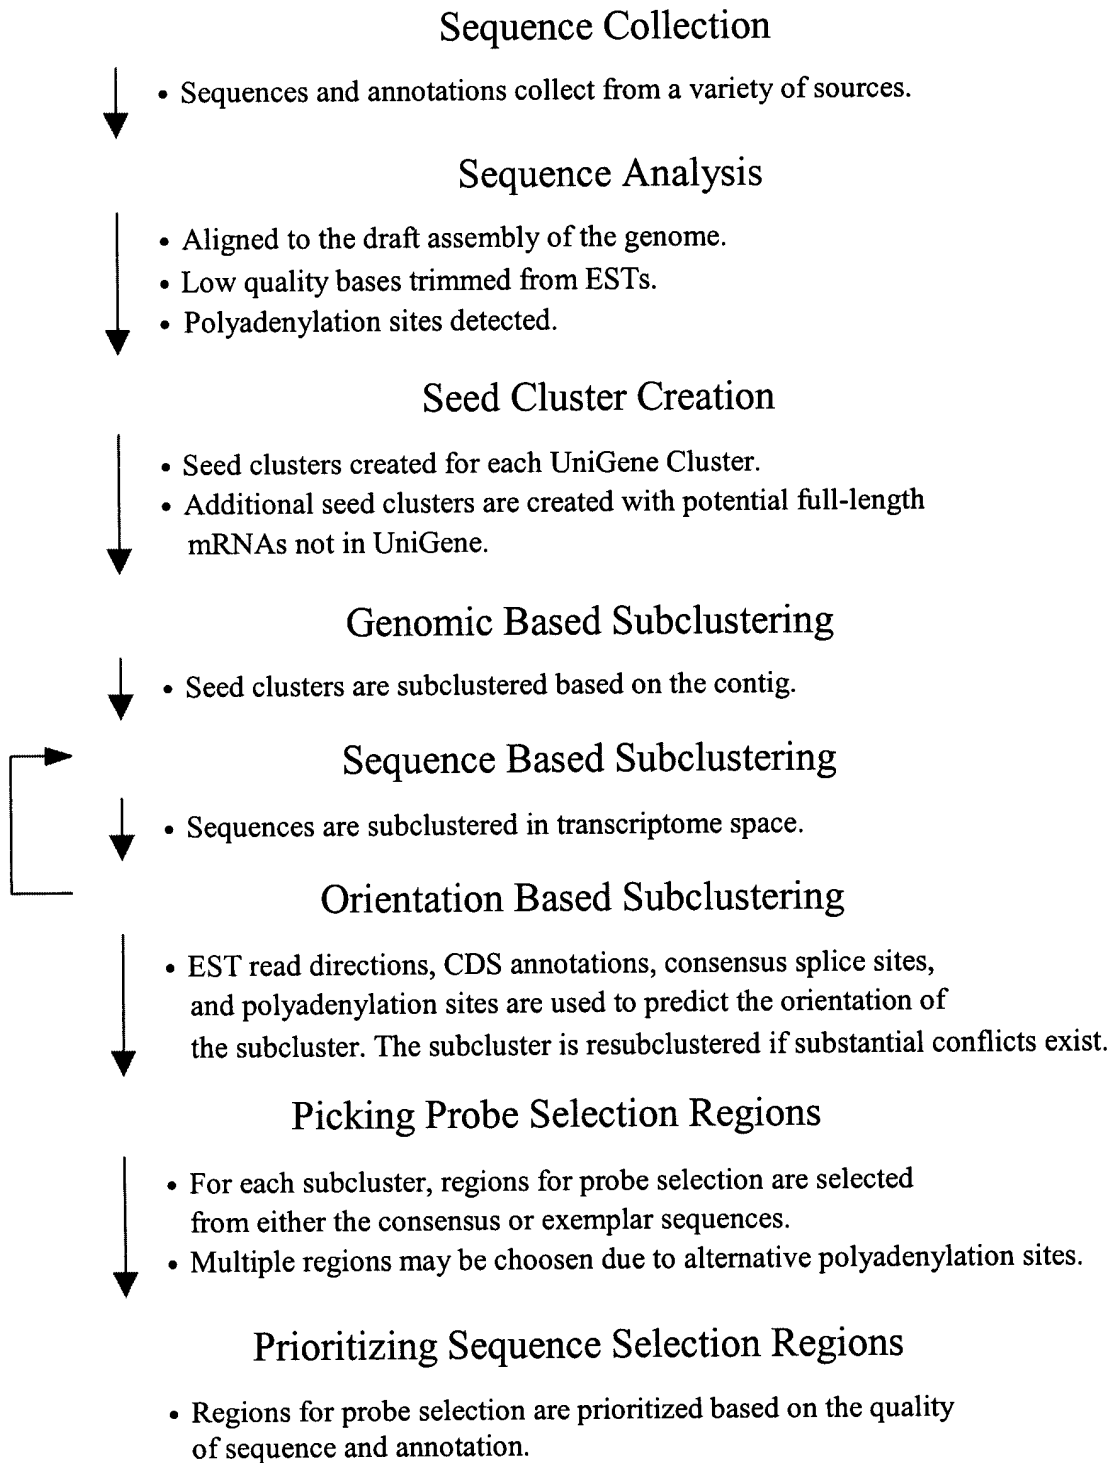 Sequence Collection
• Sequences and annotations collect from a variety of sources.
Sequence Analysis
• Aligned to the draft assembly of the genome.
• Low quality bases trimmed from ESTs.
• Polyadenylation sites detected.
Seed Cluster Creation
• Seed clusters created for each UniGene Cluster.
• Additional seed clusters are created with potential full-length
mRNAs not in UniGene.
Genomic Based Subclustering
• Seed clusters are subclustered based on the contig.
Sequence Based Subclustering
• Sequences are subclustered in transcriptome space.
Orientation Based Subclustering
• EST read directions, CDS annotations, consensus splice sites,
and polyadenylation sites are used to predict the orientation of
the subcluster. The subcluster is resubclustered if substantial conflicts exist.
Picking Probe Selection Regions
• For each subcluster, regions for probe selection are selected
from either the consensus or exemplar sequences.
• Multiple regions may be choosen due to alternative polyadenylation sites.
Prioritizing Sequence Selection Regions
• Regions for probe selection are prioritized based on the quality
of sequence and annotation.